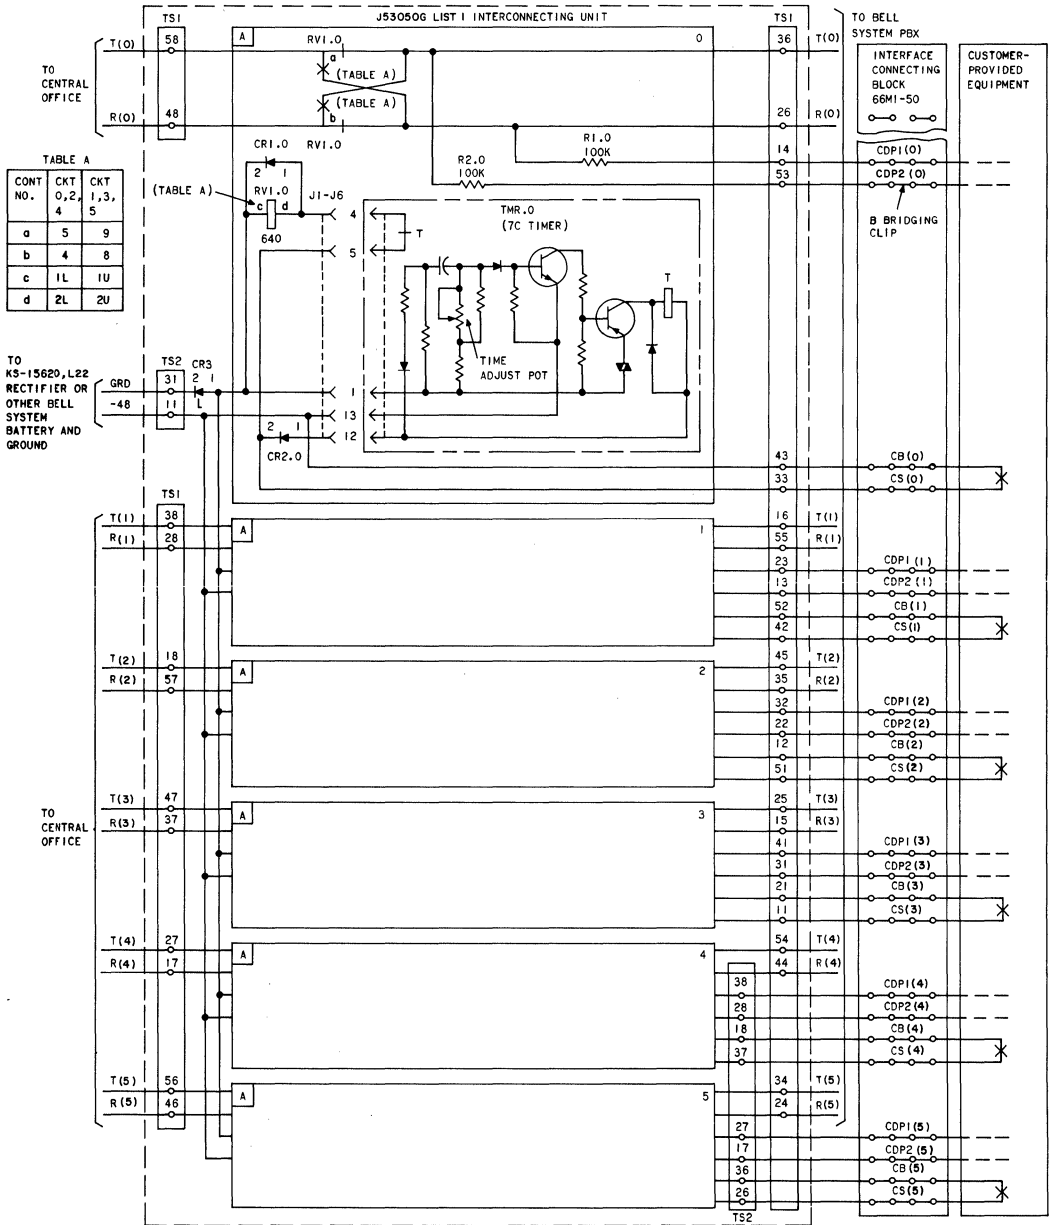 J53050G LIST 1 INTERCONNECTING UNIT
TS1
TS1
TO BELL
SYSTEM PBX
T(0)
58
A
RV1.0
0
36
T(0)
a
(TABLE A)
(TABLE A)
b
TO
CENTRAL
OFFICE
R(0)
48
RV1.0
26
R(0)
INTERFACE
CONNECTING
BLOCK
66M1-50
CUSTOMER-
PROVIDED
EQUIPMENT
CR1.0
2 1
R1.0
100K
14
CDP1(0)
R2.0
100K
53
CDP2(0)
B BRIDGING
CLIP
TABLE A
CONT NO.
CKT 0,2, 4
CKT 1,3, 5
a 5 9
b 4 8
c 1L 1U
d 2L 2U
(TABLE A)
RV1.0
c d
640
J1-J6
4
5
TMR.0
(7C TIMER)
T
T
TIME
ADJUST POT
TO
KS-15620,L22
RECTIFIER OR
OTHER BELL
SYSTEM
BATTERY AND
GROUND
TS2
CR3
GRD
31
2 1
-48
11
L
1
13
2 1
12
CR2.0
43
CB(0)
33
CS(0)
TS1
T(1)
38
A
1
16
T(1)
R(1)
28
55
R(1)
23
CDP1(1)
13
CDP2(1)
52
CB(1)
42
CS(1)
T(2)
18
A
2
45
T(2)
R(2)
57
35
R(2)
32
CDP1(2)
22
CDP2(2)
12
CB(2)
51
CS(2)
TO
CENTRAL
OFFICE
T(3)
47
A
3
25
T(3)
R(3)
37
15
R(3)
41
CDP1(3)
31
CDP2(3)
21
CB(3)
11
CS(3)
T(4)
27
A
4
54
T(4)
R(4)
17
44
R(4)
38
CDP1(4)
28
CDP2(4)
18
CB(4)
37
CS(4)
T(5)
56
A
5
34
T(5)
R(5)
46
24
R(5)
27
CDP1(5)
17
CDP2(5)
36
CB(5)
26
CS(5)
TS2